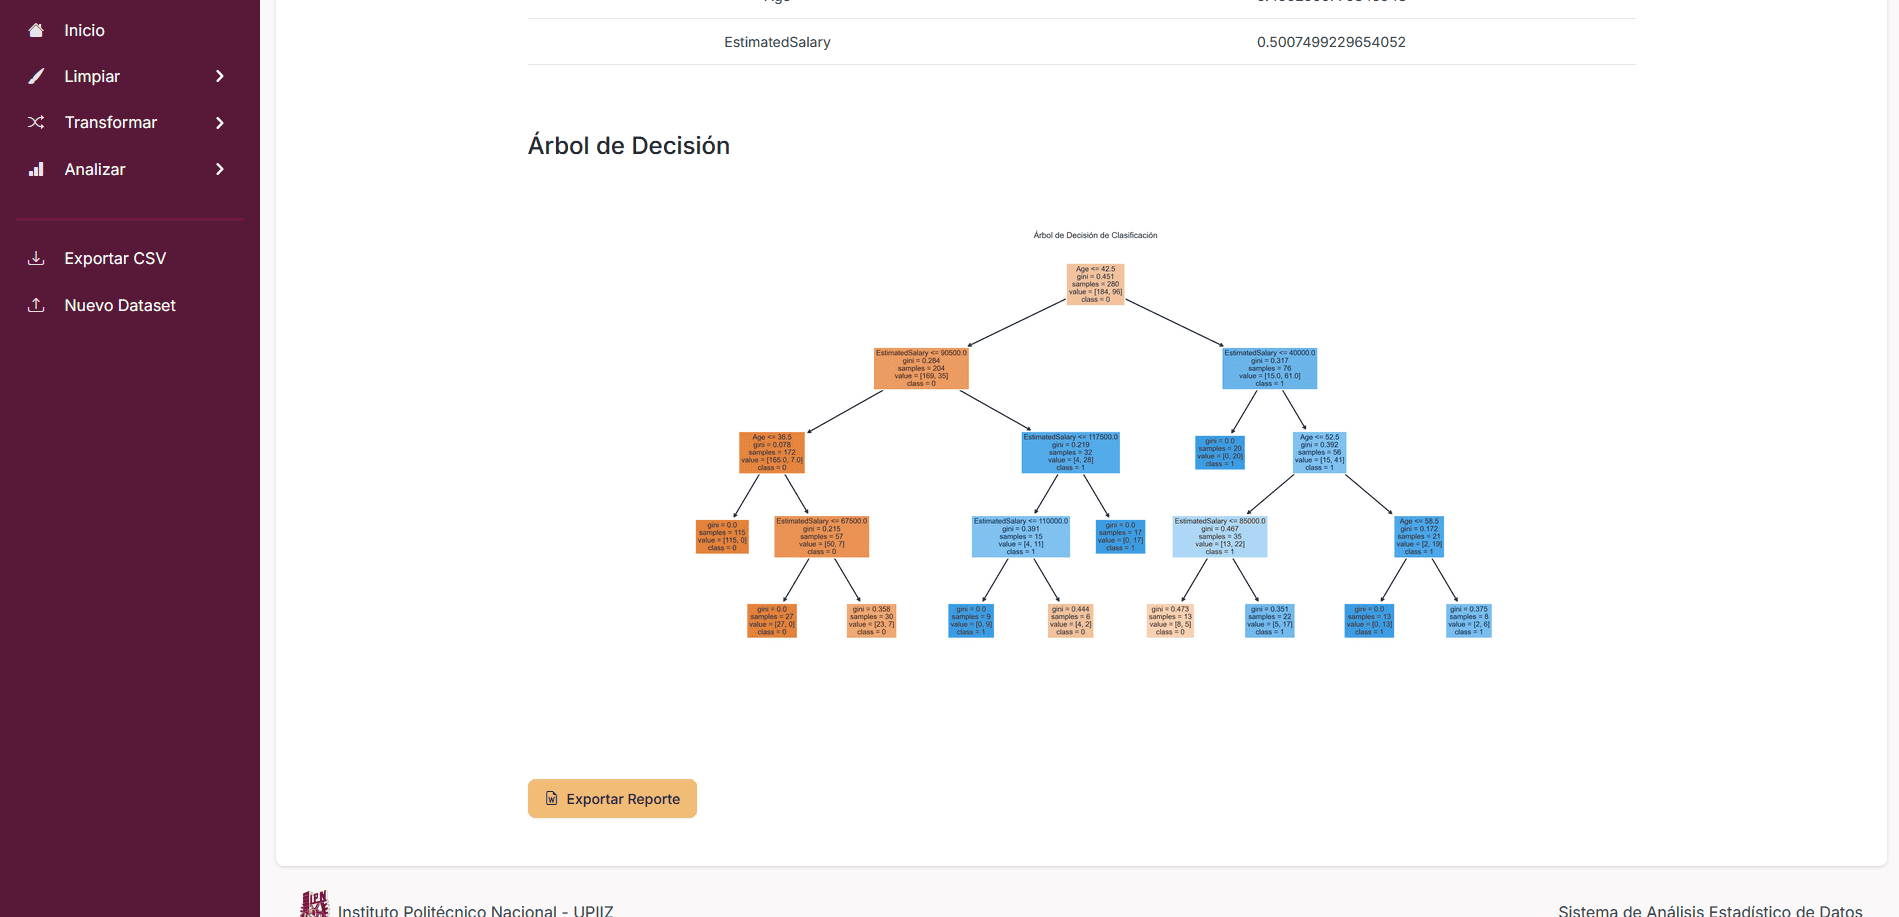 Inicio
Limpiar
Transformar
Analizar
Exportar CSV
Nuevo Dataset
EstimatedSalary 0.5007499229654052
Árbol de Decisión
Árbol de Decisión de Clasificación
Age <= 42.5
gini = 0.451
samples = 280
value = [184, 96]
class = 0
EstimatedSalary <= 90500.0
gini = 0.284
samples = 204
value = [169, 35]
class = 0
EstimatedSalary <= 40000.0
gini = 0.317
samples = 76
value = [15.0, 61.0]
class = 1
Age <= 36.5
gini = 0.078
samples = 172
value = [165.0, 7.0]
class = 0
EstimatedSalary <= 117500.0
gini = 0.219
samples = 32
value = [4, 28]
class = 1
gini = 0.0
samples = 20
value = [0, 20]
class = 1
Age <= 52.5
gini = 0.392
samples = 56
value = [15, 41]
class = 1
gini = 0.0
samples = 115
value = [115, 0]
class = 0
EstimatedSalary <= 67500.0
gini = 0.215
samples = 57
value = [50, 7]
class = 0
EstimatedSalary <= 110000.0
gini = 0.391
samples = 15
value = [4, 11]
class = 1
gini = 0.0
samples = 17
value = [0, 17]
class = 1
EstimatedSalary <= 85000.0
gini = 0.467
samples = 35
value = [13, 22]
class = 1
Age <= 58.5
gini = 0.172
samples = 21
value = [2, 19]
class = 1
gini = 0.0
samples = 27
value = [27, 0]
class = 0
gini = 0.358
samples = 30
value = [23, 7]
class = 0
gini = 0.0
samples = 9
value = [0, 9]
class = 1
gini = 0.444
samples = 6
value = [4, 2]
class = 0
gini = 0.473
samples = 13
value = [8, 5]
class = 0
gini = 0.351
samples = 22
value = [5, 17]
class = 1
gini = 0.0
samples = 13
value = [0, 13]
class = 1
gini = 0.375
samples = 8
value = [2, 6]
class = 1
Exportar Reporte
IPN
Instituto Politécnico Nacional - UPIIZ
Sistema de Análisis Estadístico de Datos